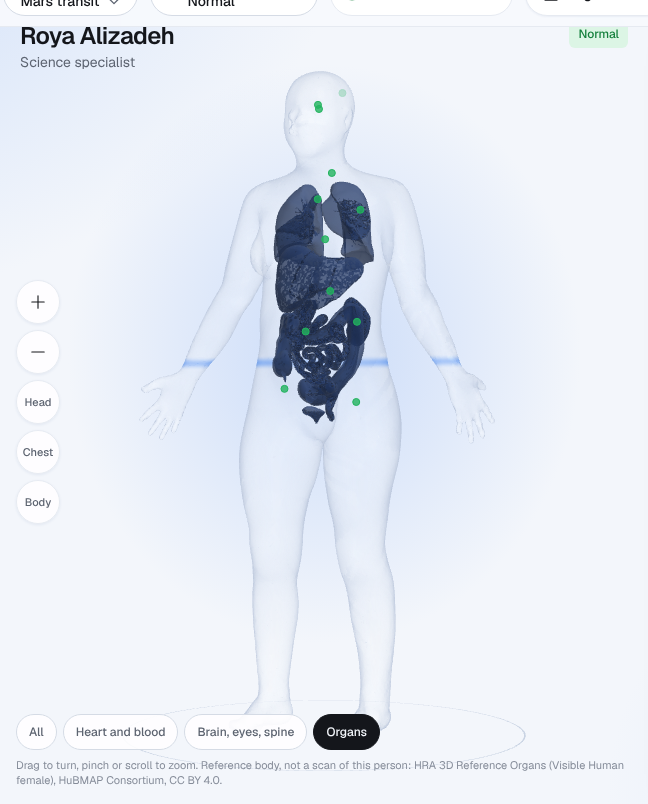 Mars transit
Normal
Roya Alizadeh
Normal
Science specialist
Head
Chest
Body
All
Heart and blood
Brain, eyes, spine
Organs
Drag to turn, pinch or scroll to zoom. Reference body, not a scan of this person: HRA 3D Reference Organs (Visible Human
female), HuBMAP Consortium, CC BY 4.0.